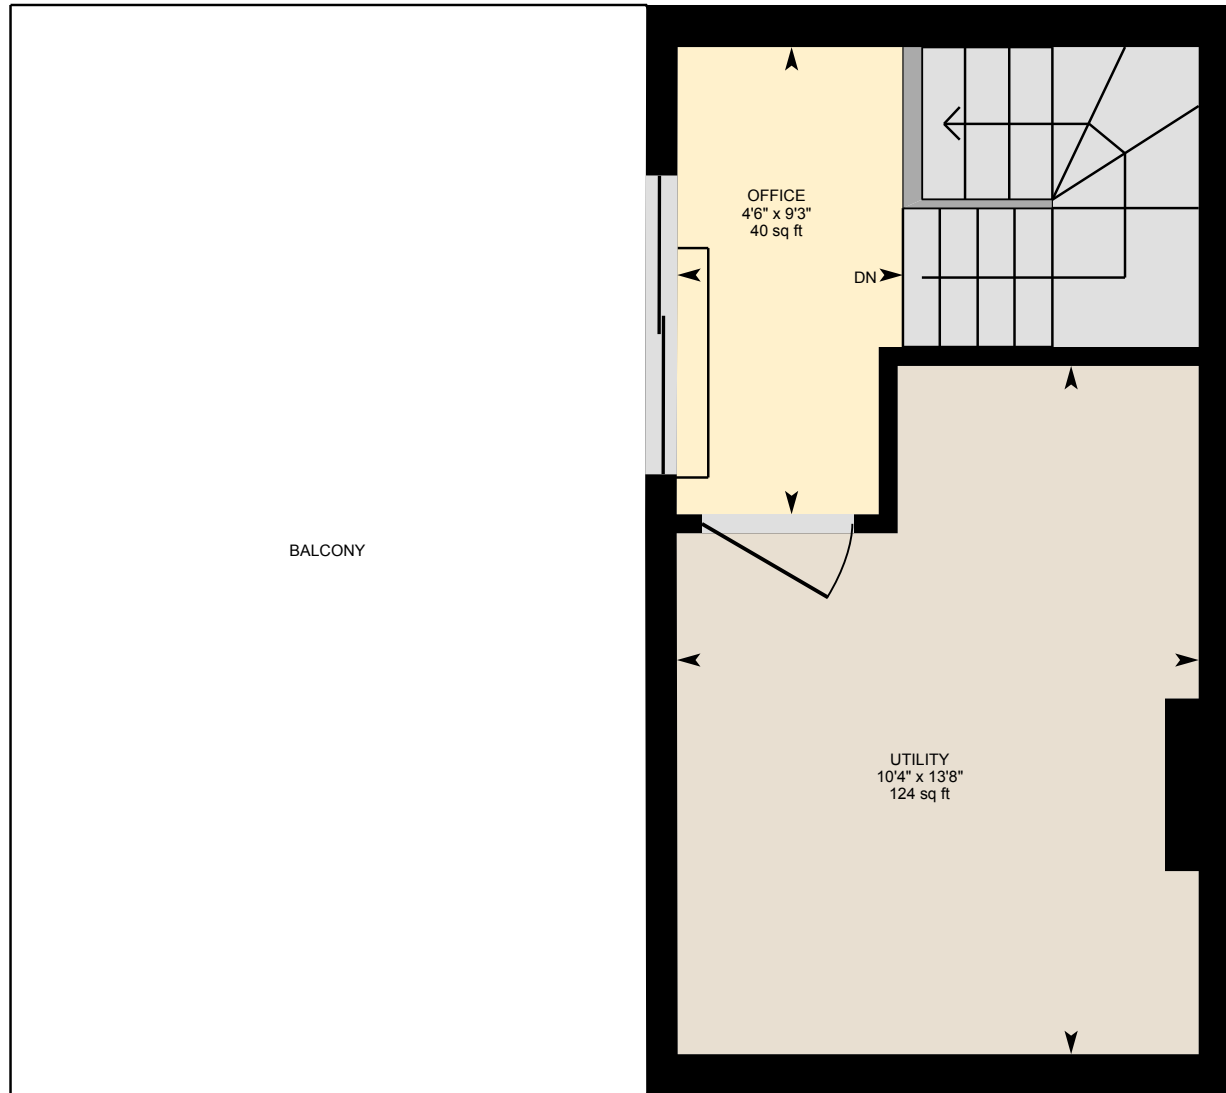 OFFICE
4'6" x 9'3"
40 sq ft
DN
BALCONY
UTILITY
10'4" x 13'8"
124 sq ft